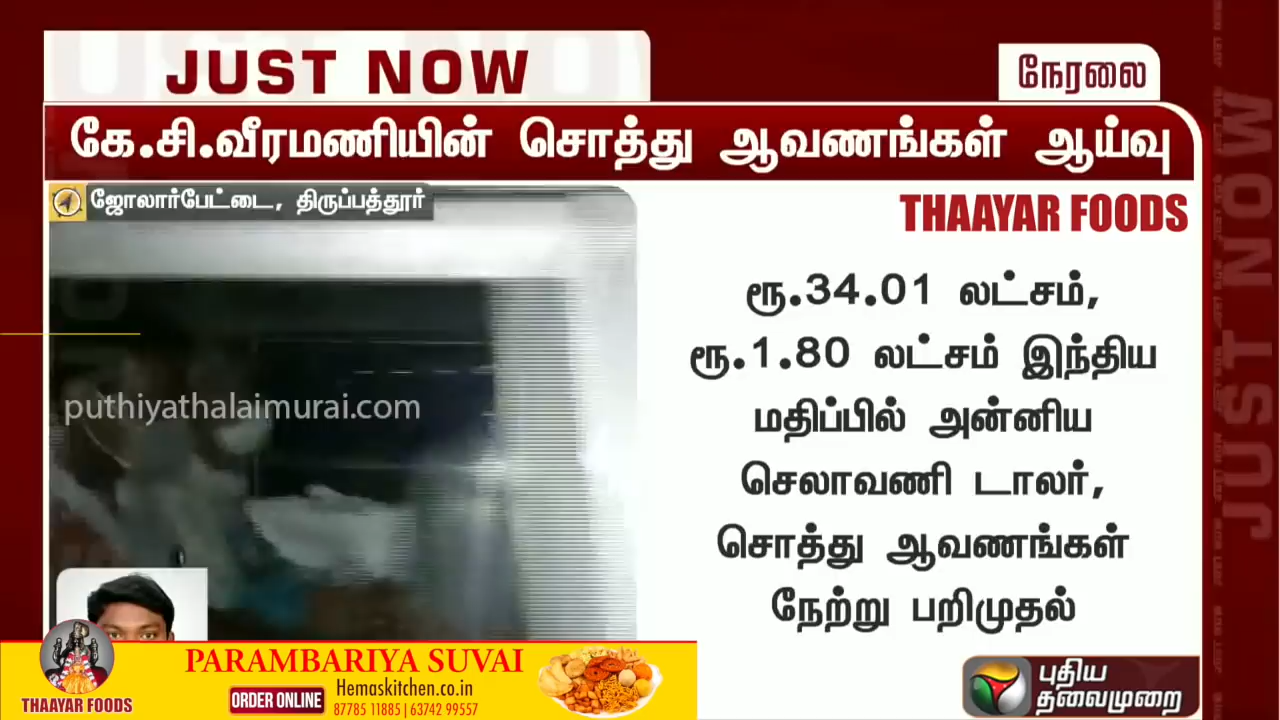 JUST NOW
நேரலை
கே.சி.வீரமணியின் சொத்து ஆவணங்கள் ஆய்வு
ஜோலார்பேட்டை, திருப்பத்தூர்
THAAYAR FOODS
ரூ.34.01 லட்சம்,
ரூ.1.80 லட்சம் இந்திய
மதிப்பில் அன்னிய
செலாவணி டாலர்,
சொத்து ஆவணங்கள்
நேற்று பறிமுதல்
puthiyathalaimurai.com
JUST NOW
PARAMBARIYA SUVAI
ORDER ONLINE
Hemaskitchen.co.in
87785 11885 | 63742 99557
THAAYAR FOODS
புதிய
தலைமுறை